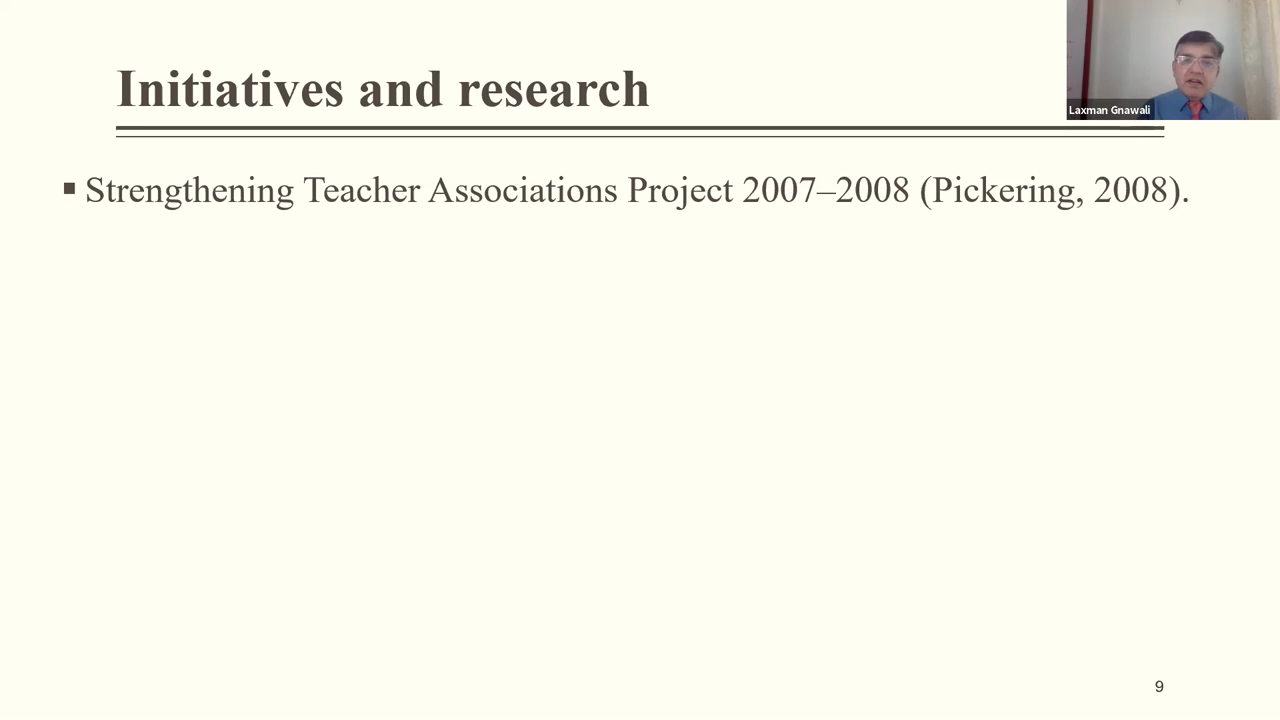 Initiatives and research
Laxman Gnawali
▪ Strengthening Teacher Associations Project 2007–2008 (Pickering, 2008).
9